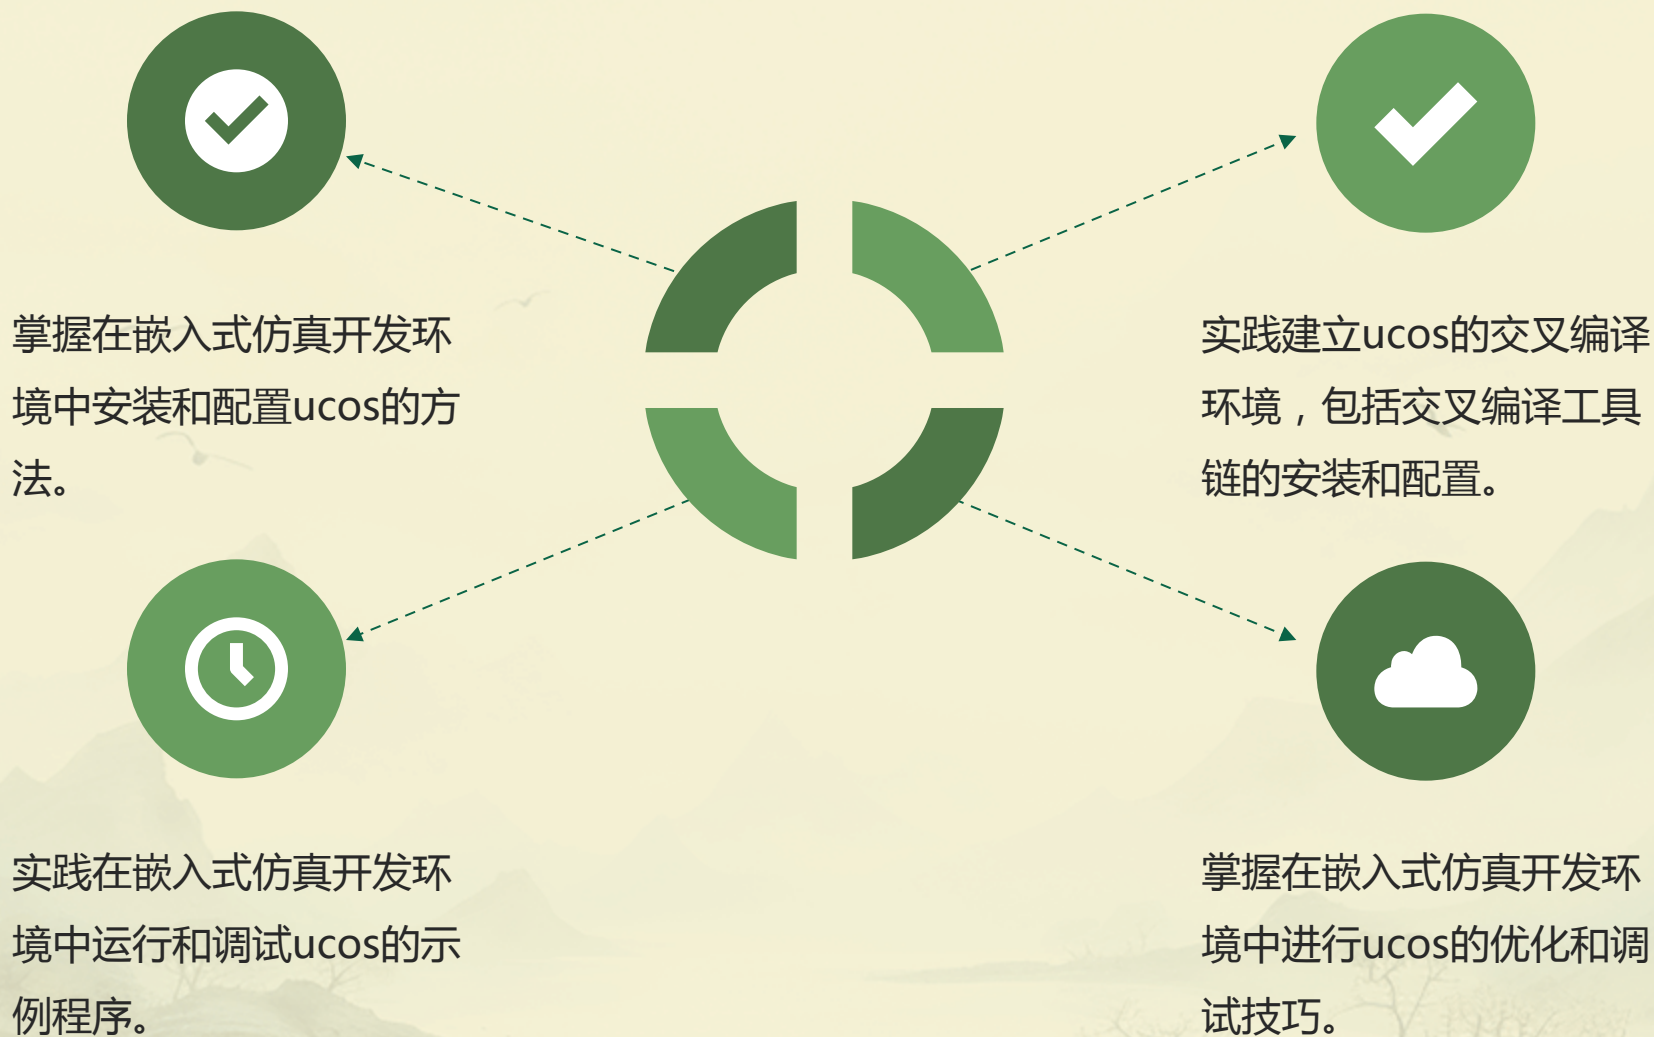 掌握在嵌入式仿真开发环
境中安装和配置ucos的方
法。
实践建立ucos的交叉编译
环境，包括交叉编译工具
链的安装和配置。
实践在嵌入式仿真开发环
境中运行和调试ucos的示
例程序。
掌握在嵌入式仿真开发环
境中进行ucos的优化和调
试技巧。